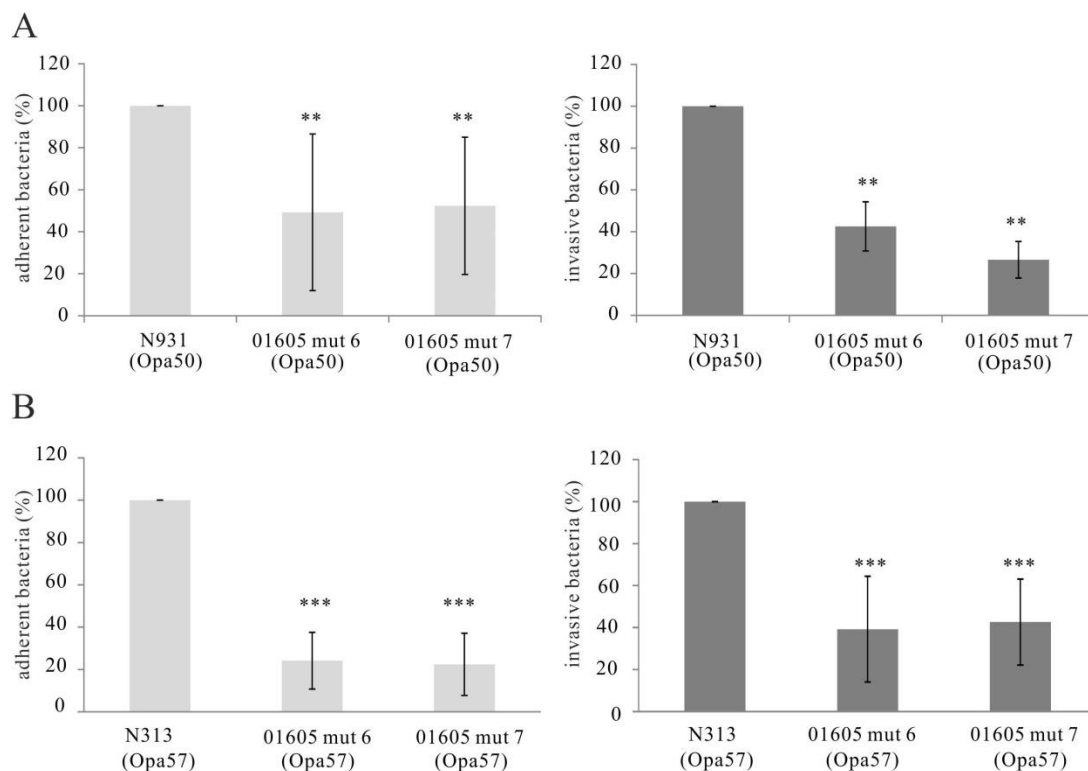 A
adherent bacteria (%)
120
100
80
60
40
20
0
**
**
N931
(Opa50)
01605 mut 6
(Opa50)
01605 mut 7
(Opa50)
invasive bacteria (%)
120
100
80
60
40
20
0
**
**
N931
(Opa50)
01605 mut 6
(Opa50)
01605 mut 7
(Opa50)
B
adherent bacteria (%)
120
100
80
60
40
20
0
***
***
N313
(Opa57)
01605 mut 6
(Opa57)
01605 mut 7
(Opa57)
invasive bacteria (%)
120
100
80
60
40
20
0
***
***
N313
(Opa57)
01605 mut 6
(Opa57)
01605 mut 7
(Opa57)